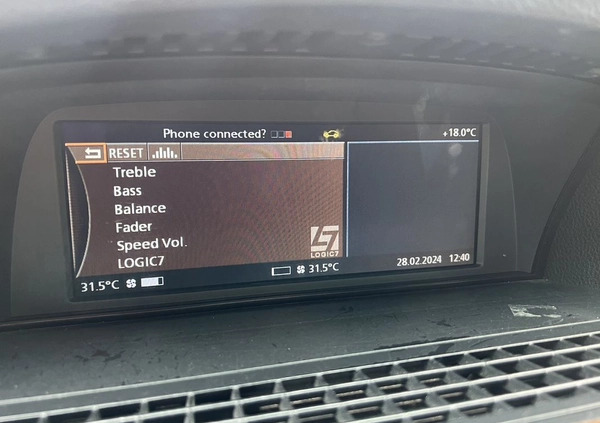 Phone connected? +18.0°C
RESET
Treble
Bass
Balance
Fader
Speed Vol.
LOGIC7
L7
LOGIC7
31.5°C 31.5°C 28.02.2024 12:40